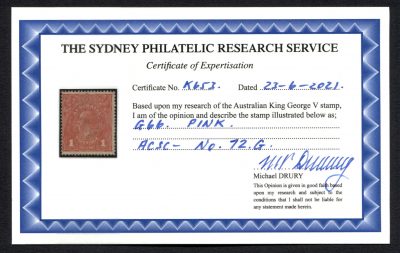 THE SYDNEY PHILATELIC RESEARCH SERVICE
Certificate of Expertisation
Certificate No. K653. Dated 23-6-2021.
Based upon my research of the Australian King George V stamp,
I am of the opinion and describe the stamp illustrated below as;
G66. PINK.
ACSC- No. 72.G.
Michael DRURY
This Opinion is given in good faith based
upon my research and subject to the
conditions that I shall not be liable for
any statement made herein.
1 1